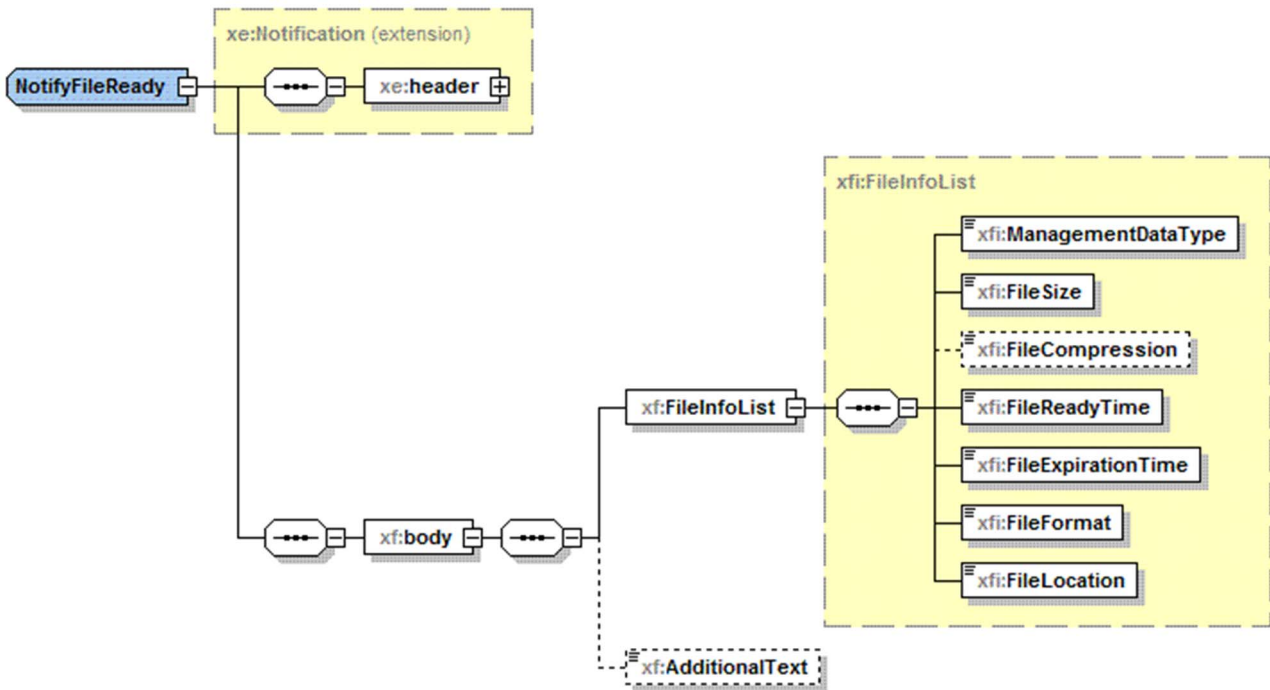 xe:Notification (extension)
NotifyFileReady
xe:header
xfi:FileInfoList
xfi:ManagementDataType
xfi:FileSize
xfi:FileCompression
xf:FileInfoList
xfi:FileReadyTime
xfi:FileExpirationTime
xfi:FileFormat
xf:body
xfi:FileLocation
xf:AdditionalText